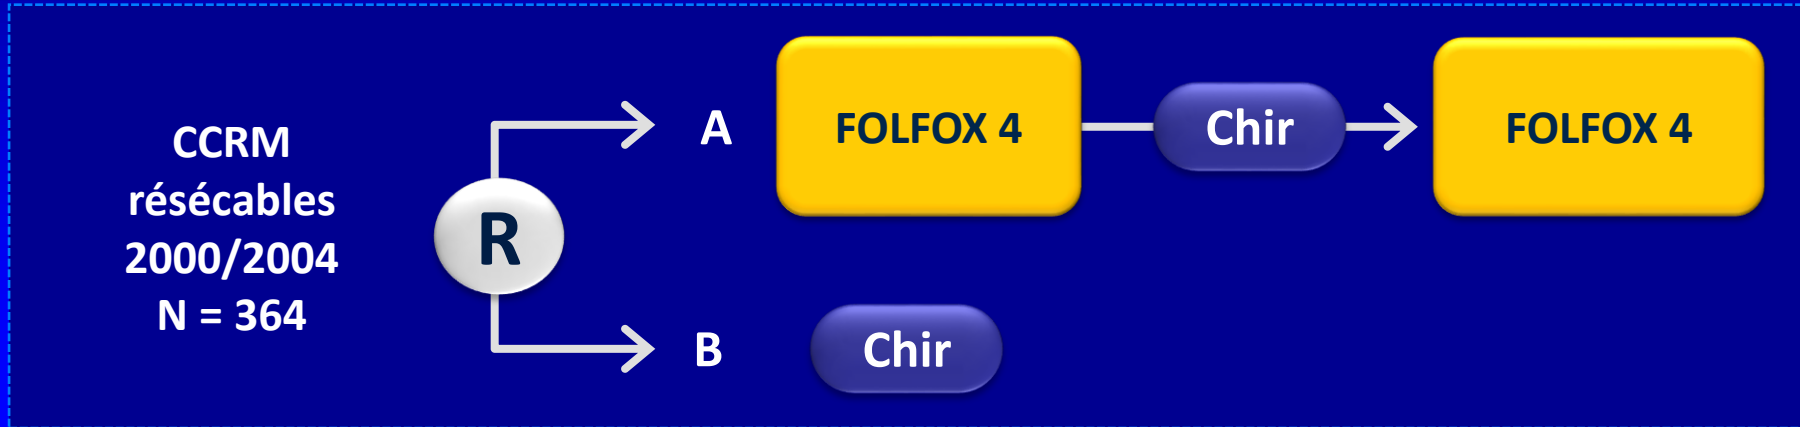 CCRM
résécables
2000/2004
N = 364
R
A
FOLFOX 4
Chir
FOLFOX 4
B
Chir